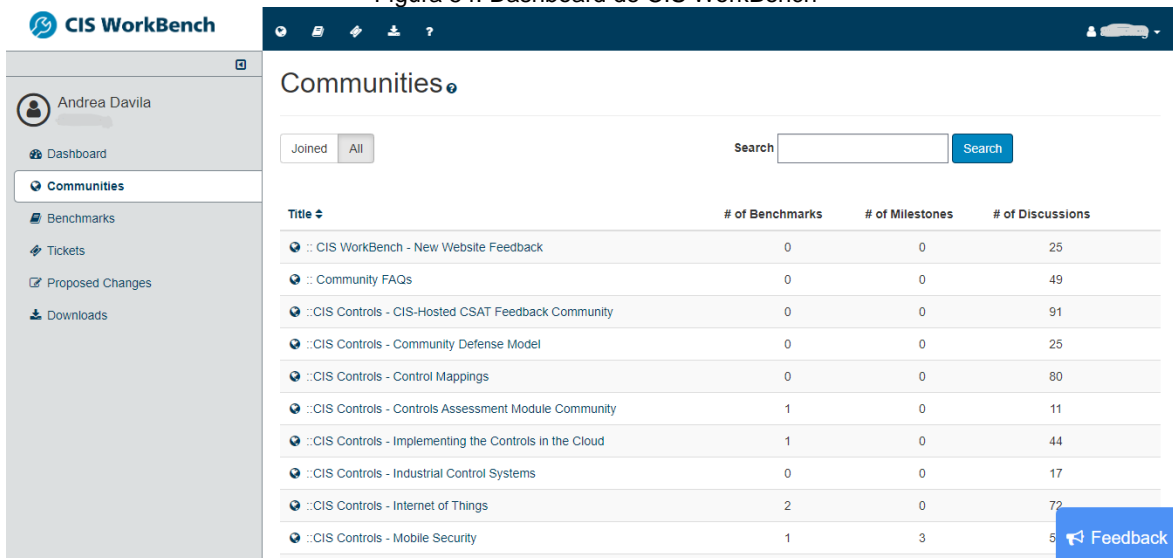 CIS WorkBench
?
Andrea Davila
Dashboard
Communities
Benchmarks
Tickets
Proposed Changes
Downloads
Communities
Joined All Search Search
Title # of Benchmarks # of Milestones # of Discussions
:: CIS WorkBench - New Website Feedback 0 0 25
:: Community FAQs 0 0 49
::CIS Controls - CIS-Hosted CSAT Feedback Community 0 0 91
::CIS Controls - Community Defense Model 0 0 25
::CIS Controls - Control Mappings 0 0 80
::CIS Controls - Controls Assessment Module Community 1 0 11
::CIS Controls - Implementing the Controls in the Cloud 1 0 44
::CIS Controls - Industrial Control Systems 0 0 17
::CIS Controls - Internet of Things 2 0 72
::CIS Controls - Mobile Security 1 3
Feedback